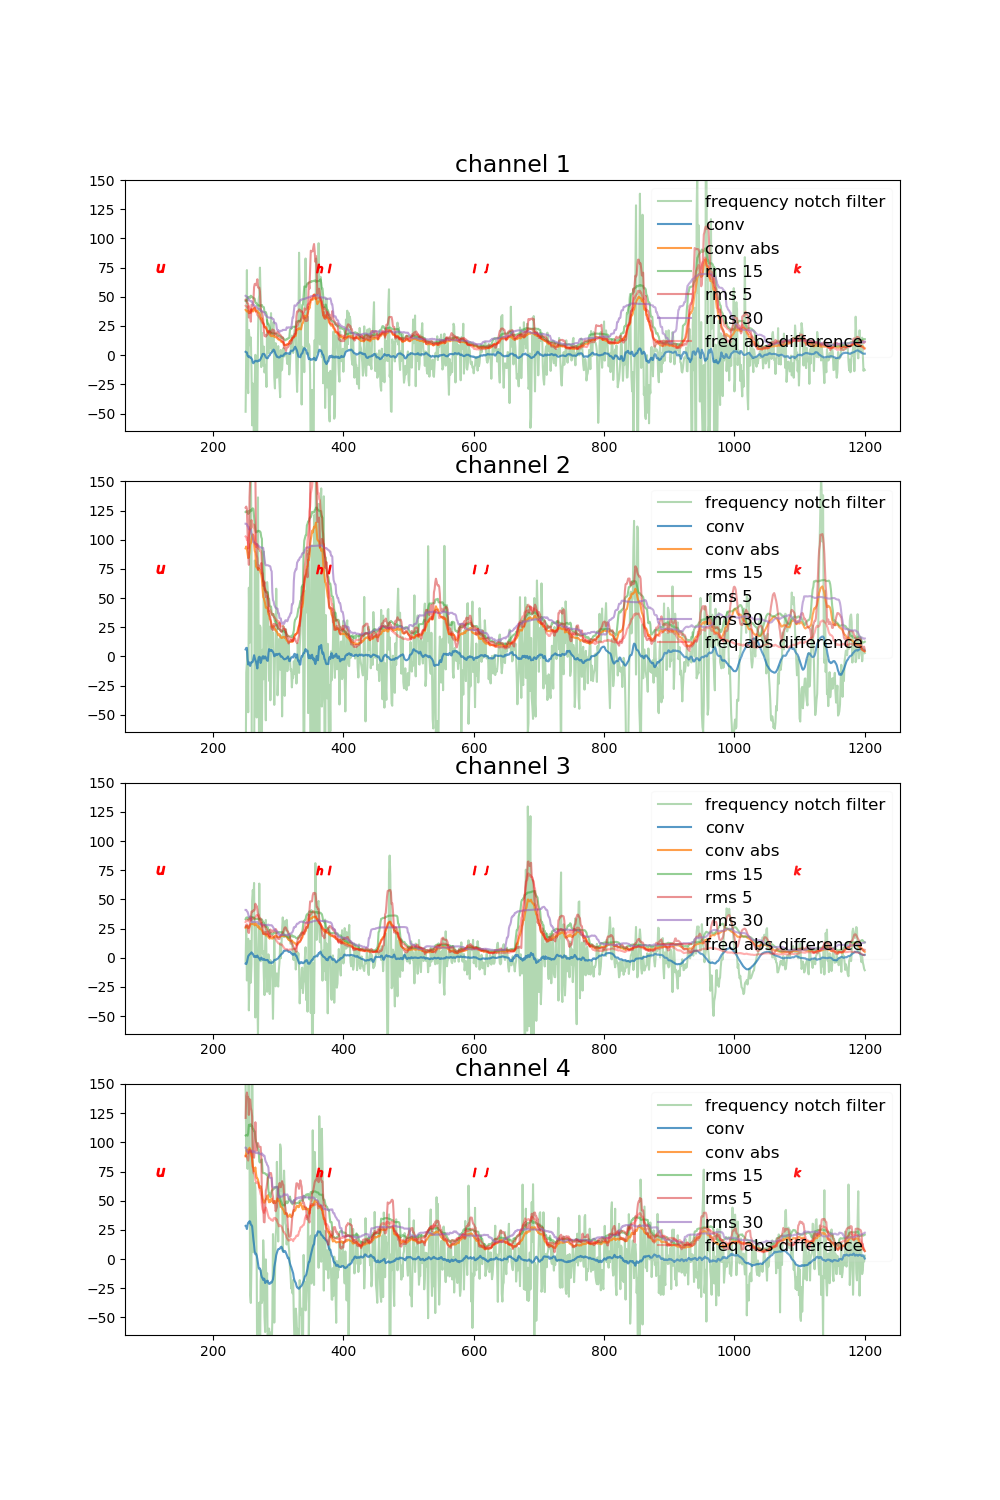 channel 1
150
125
100
75
50
25
0
−25
−50
u h l l J k
frequency notch filter
conv
conv abs
rms 15
rms 5
rms 30
freq abs difference
200 400 600 800 1000 1200
channel 2
150
125
100
75
50
25
0
−25
−50
u h l l J k
frequency notch filter
conv
conv abs
rms 15
rms 5
rms 30
freq abs difference
200 400 600 800 1000 1200
channel 3
150
125
100
75
50
25
0
−25
−50
u h l l J k
frequency notch filter
conv
conv abs
rms 15
rms 5
rms 30
freq abs difference
200 400 600 800 1000 1200
channel 4
150
125
100
75
50
25
0
−25
−50
u h l l J k
frequency notch filter
conv
conv abs
rms 15
rms 5
rms 30
freq abs difference
200 400 600 800 1000 1200